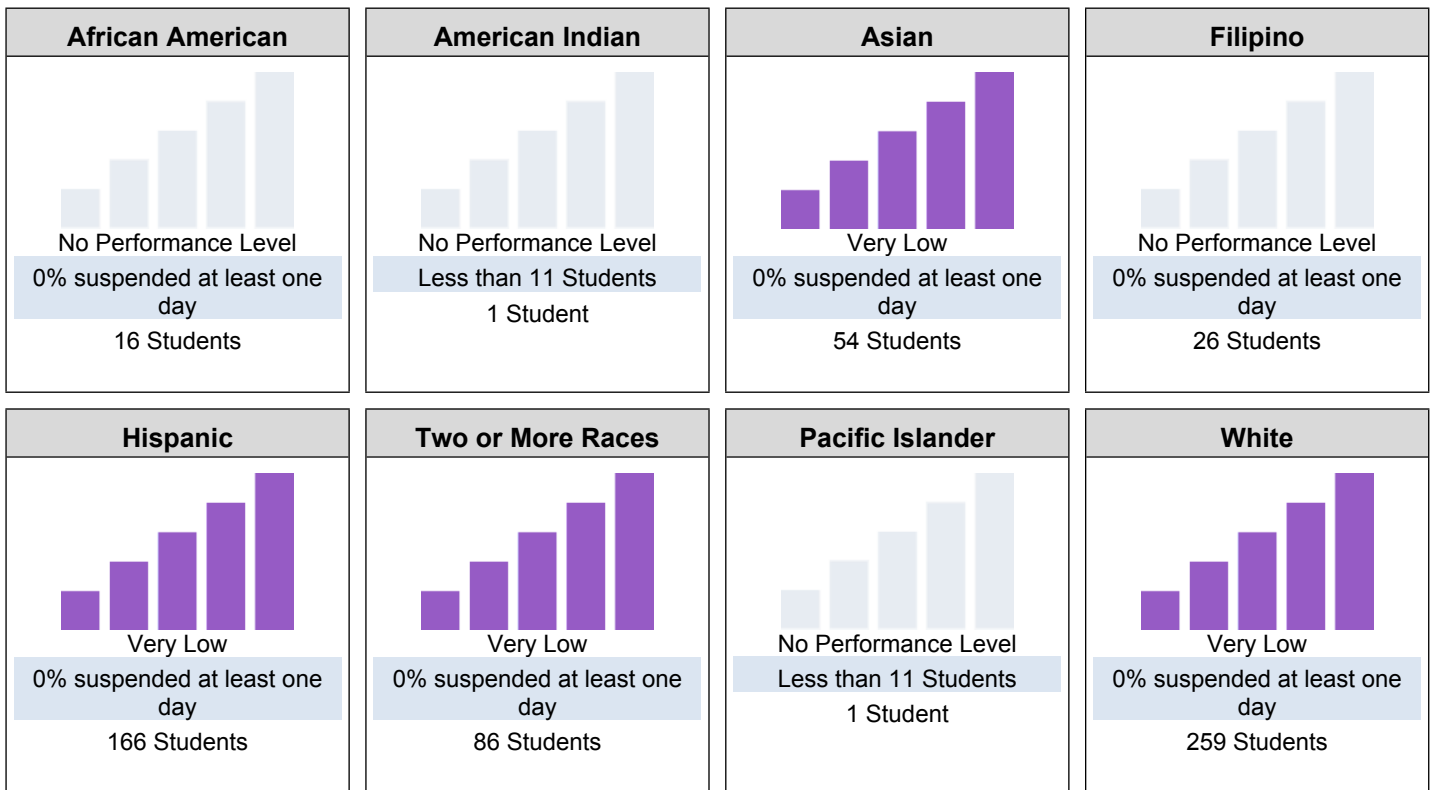 African American
No Performance Level
0% suspended at least one
day
16 Students
American Indian
No Performance Level
Less than 11 Students
1 Student
Asian
Very Low
0% suspended at least one
day
54 Students
Filipino
No Performance Level
0% suspended at least one
day
26 Students
Hispanic
Very Low
0% suspended at least one
day
166 Students
Two or More Races
Very Low
0% suspended at least one
day
86 Students
Pacific Islander
No Performance Level
Less than 11 Students
1 Student
White
Very Low
0% suspended at least one
day
259 Students